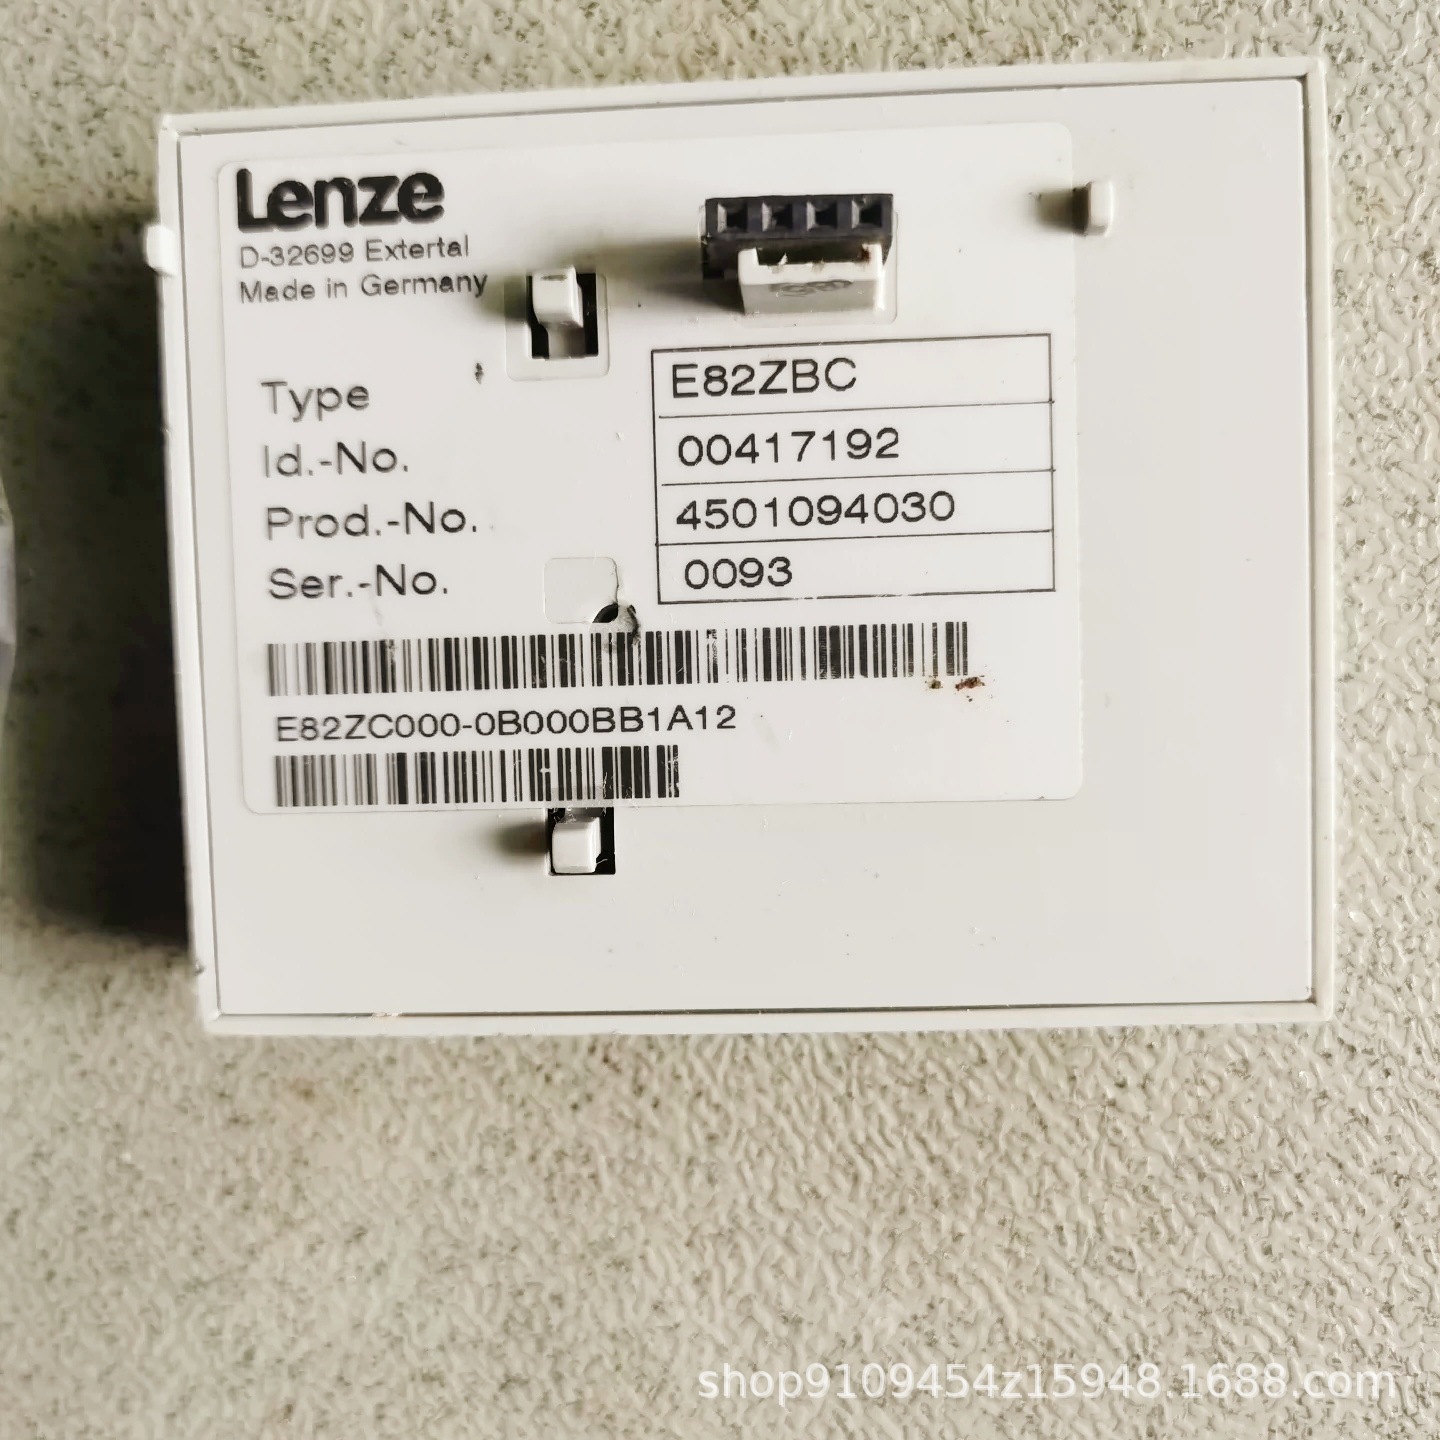 Lenze
D-32699 Extertal
Made in Germany
Type E82ZBC
Id.-No. 00417192
Prod.-No. 4501094030
Ser.-No. 0093
E82ZC000-0B000BB1A12
shop9109454z15948.1688.com